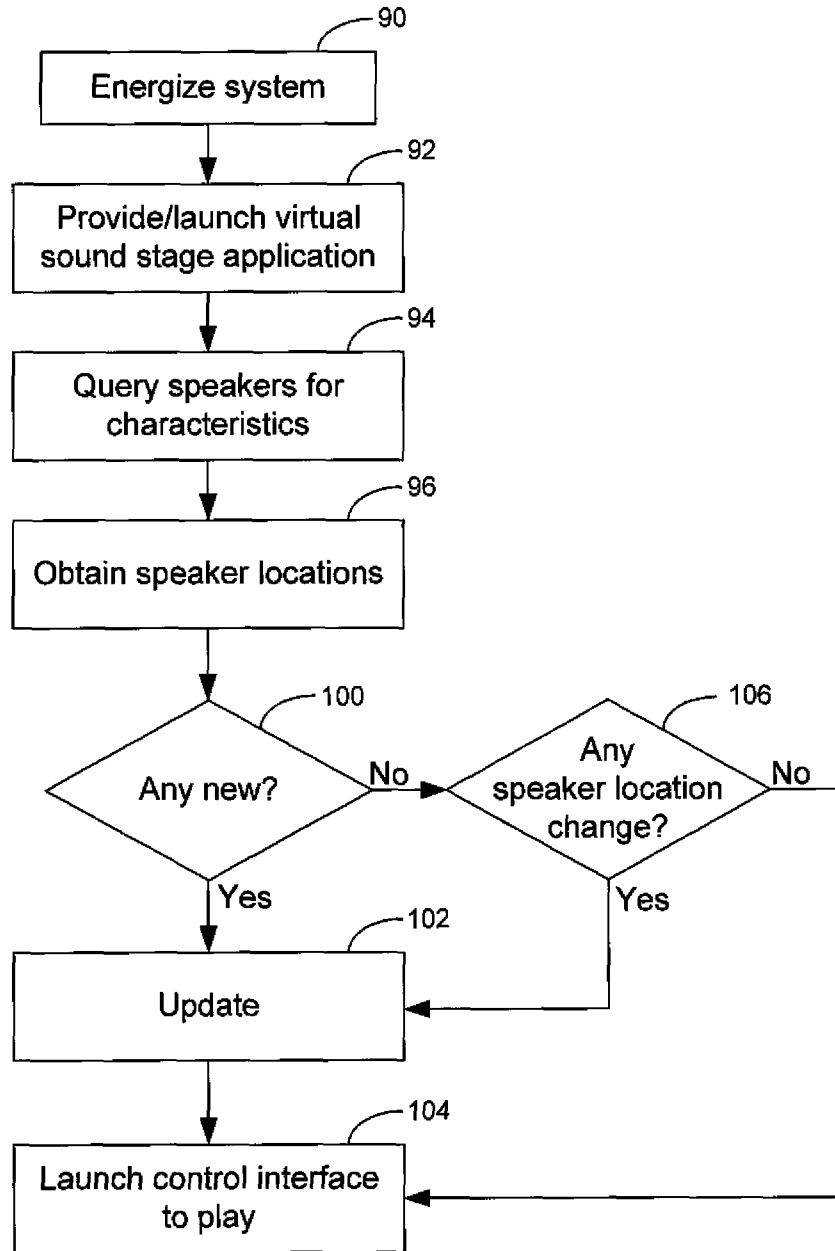 90
Energize system
92
Provide/launch virtual
sound stage application
94
Query speakers for
characteristics
96
Obtain speaker locations
100
Any new?
No
Yes
106
Any
speaker location
change?
No
Yes
102
Update
104
Launch control interface
to play